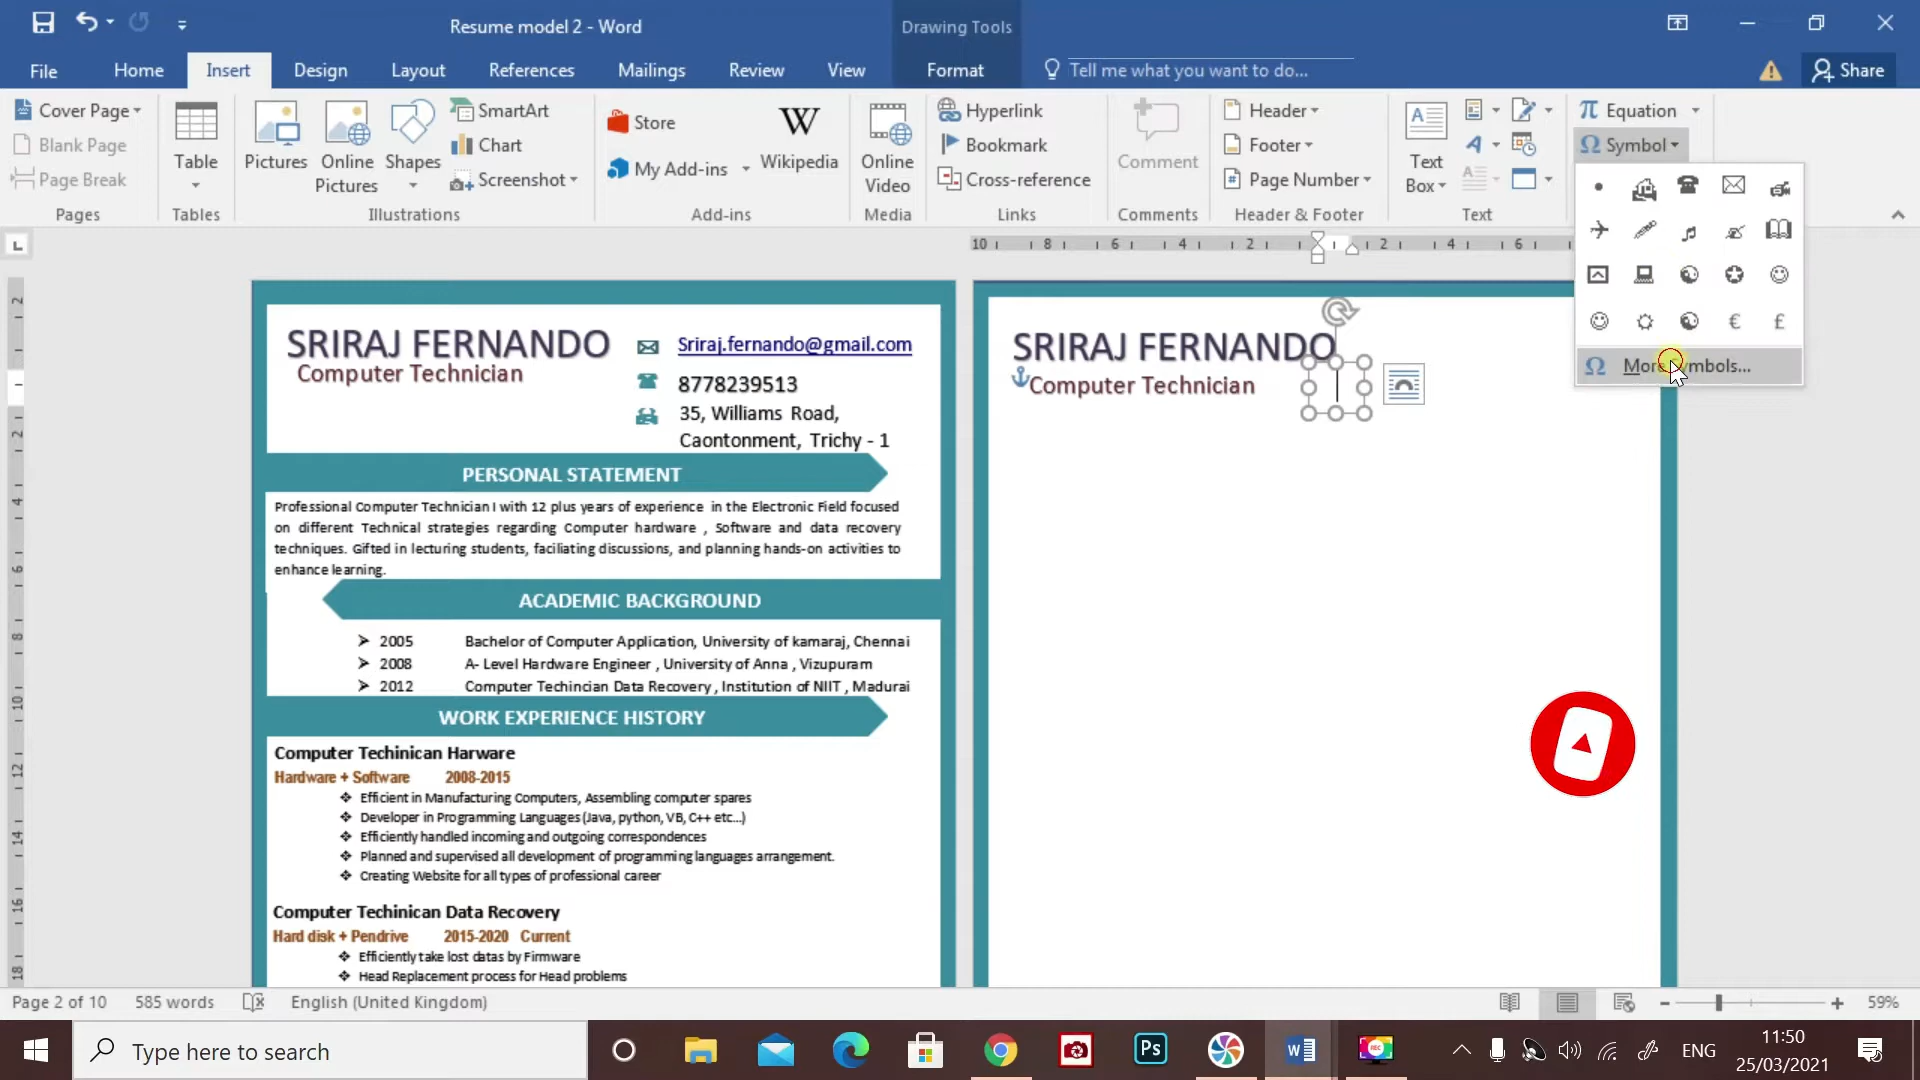 Resume model 2 - Word
Drawing Tools
File Home Insert Design Layout References Mailings Review View Format Tell me what you want to do... Share
Cover Page
Blank Page
Page Break
Pages
Table
Tables
Pictures
Online Pictures
Shapes
SmartArt
Chart
Screenshot
Illustrations
Store
My Add-ins
Wikipedia
Add-ins
Online Video
Media
Hyperlink
Bookmark
Cross-reference
Links
Comment
Comments
Header
Footer
Page Number
Header & Footer
Text Box
Text
Equation
Symbol
More Symbols...
SRIRAJ FERNANDO
Computer Technician
Sriraj.fernando@gmail.com
8778239513
35, Williams Road,
Caontonment, Trichy - 1
PERSONAL STATEMENT
Professional Computer Technician I with 12 plus years of experience in the Electronic Field focused
on different Technical strategies regarding Computer hardware , Software and data recovery
techniques. Gifted in lecturing students, faciliating discussions, and planning hands-on activities to
enhance learning.
ACADEMIC BACKGROUND
➢ 2005 Bachelor of Computer Application, University of kamaraj, Chennai
➢ 2008 A- Level Hardware Engineer , University of Anna , Vizupuram
➢ 2012 Computer Techincian Data Recovery , Institution of NIIT , Madurai
WORK EXPERIENCE HISTORY
Computer Techinican Harware
Hardware + Software 2008-2015
❖ Efficient in Manufacturing Computers, Assembling computer spares
❖ Developer in Programming Languages (Java, python, VB, C++ etc...)
❖ Efficiently handled incoming and outgoing correspondences
❖ Planned and supervised all development of programming languages arrangement.
❖ Creating Website for all types of professional career
Computer Techinican Data Recovery
Hard disk + Pendrive 2015-2020 Current
❖ Efficiently take lost datas by Firmware
❖ Head Replacement process for Head problems
SRIRAJ FERNANDO
Computer Technician
Page 2 of 10 585 words English (United Kingdom) 59%
Type here to search
Ps
ENG
11:50
25/03/2021